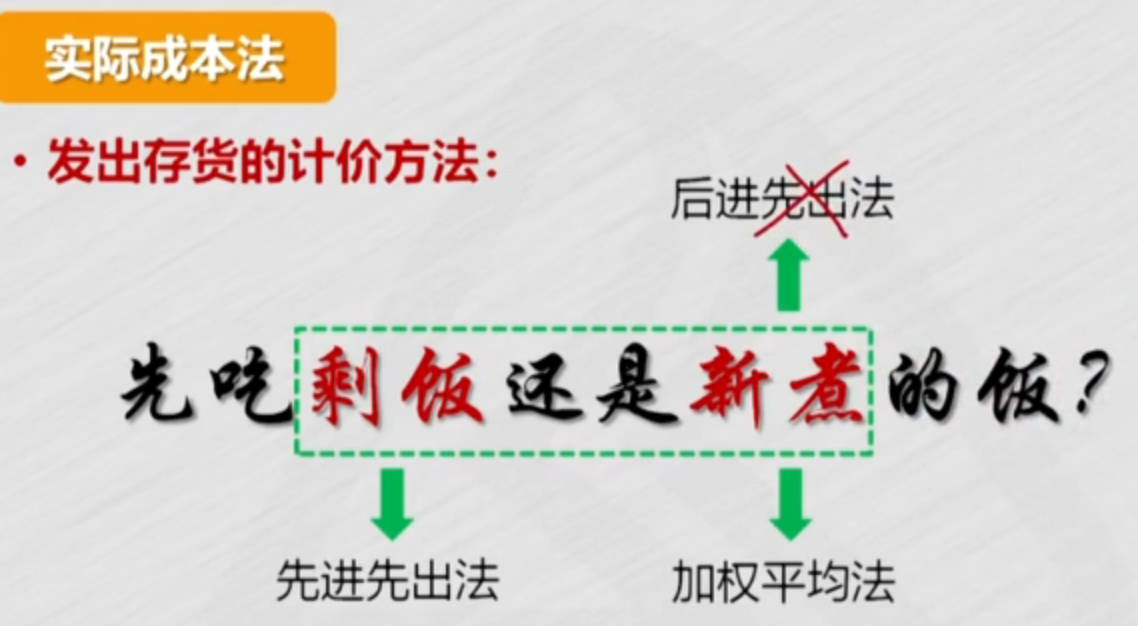 实际成本法
• 发出存货的计价方法：
后进先出法
先吃剩饭还是新煮的饭？
先进先出法
加权平均法